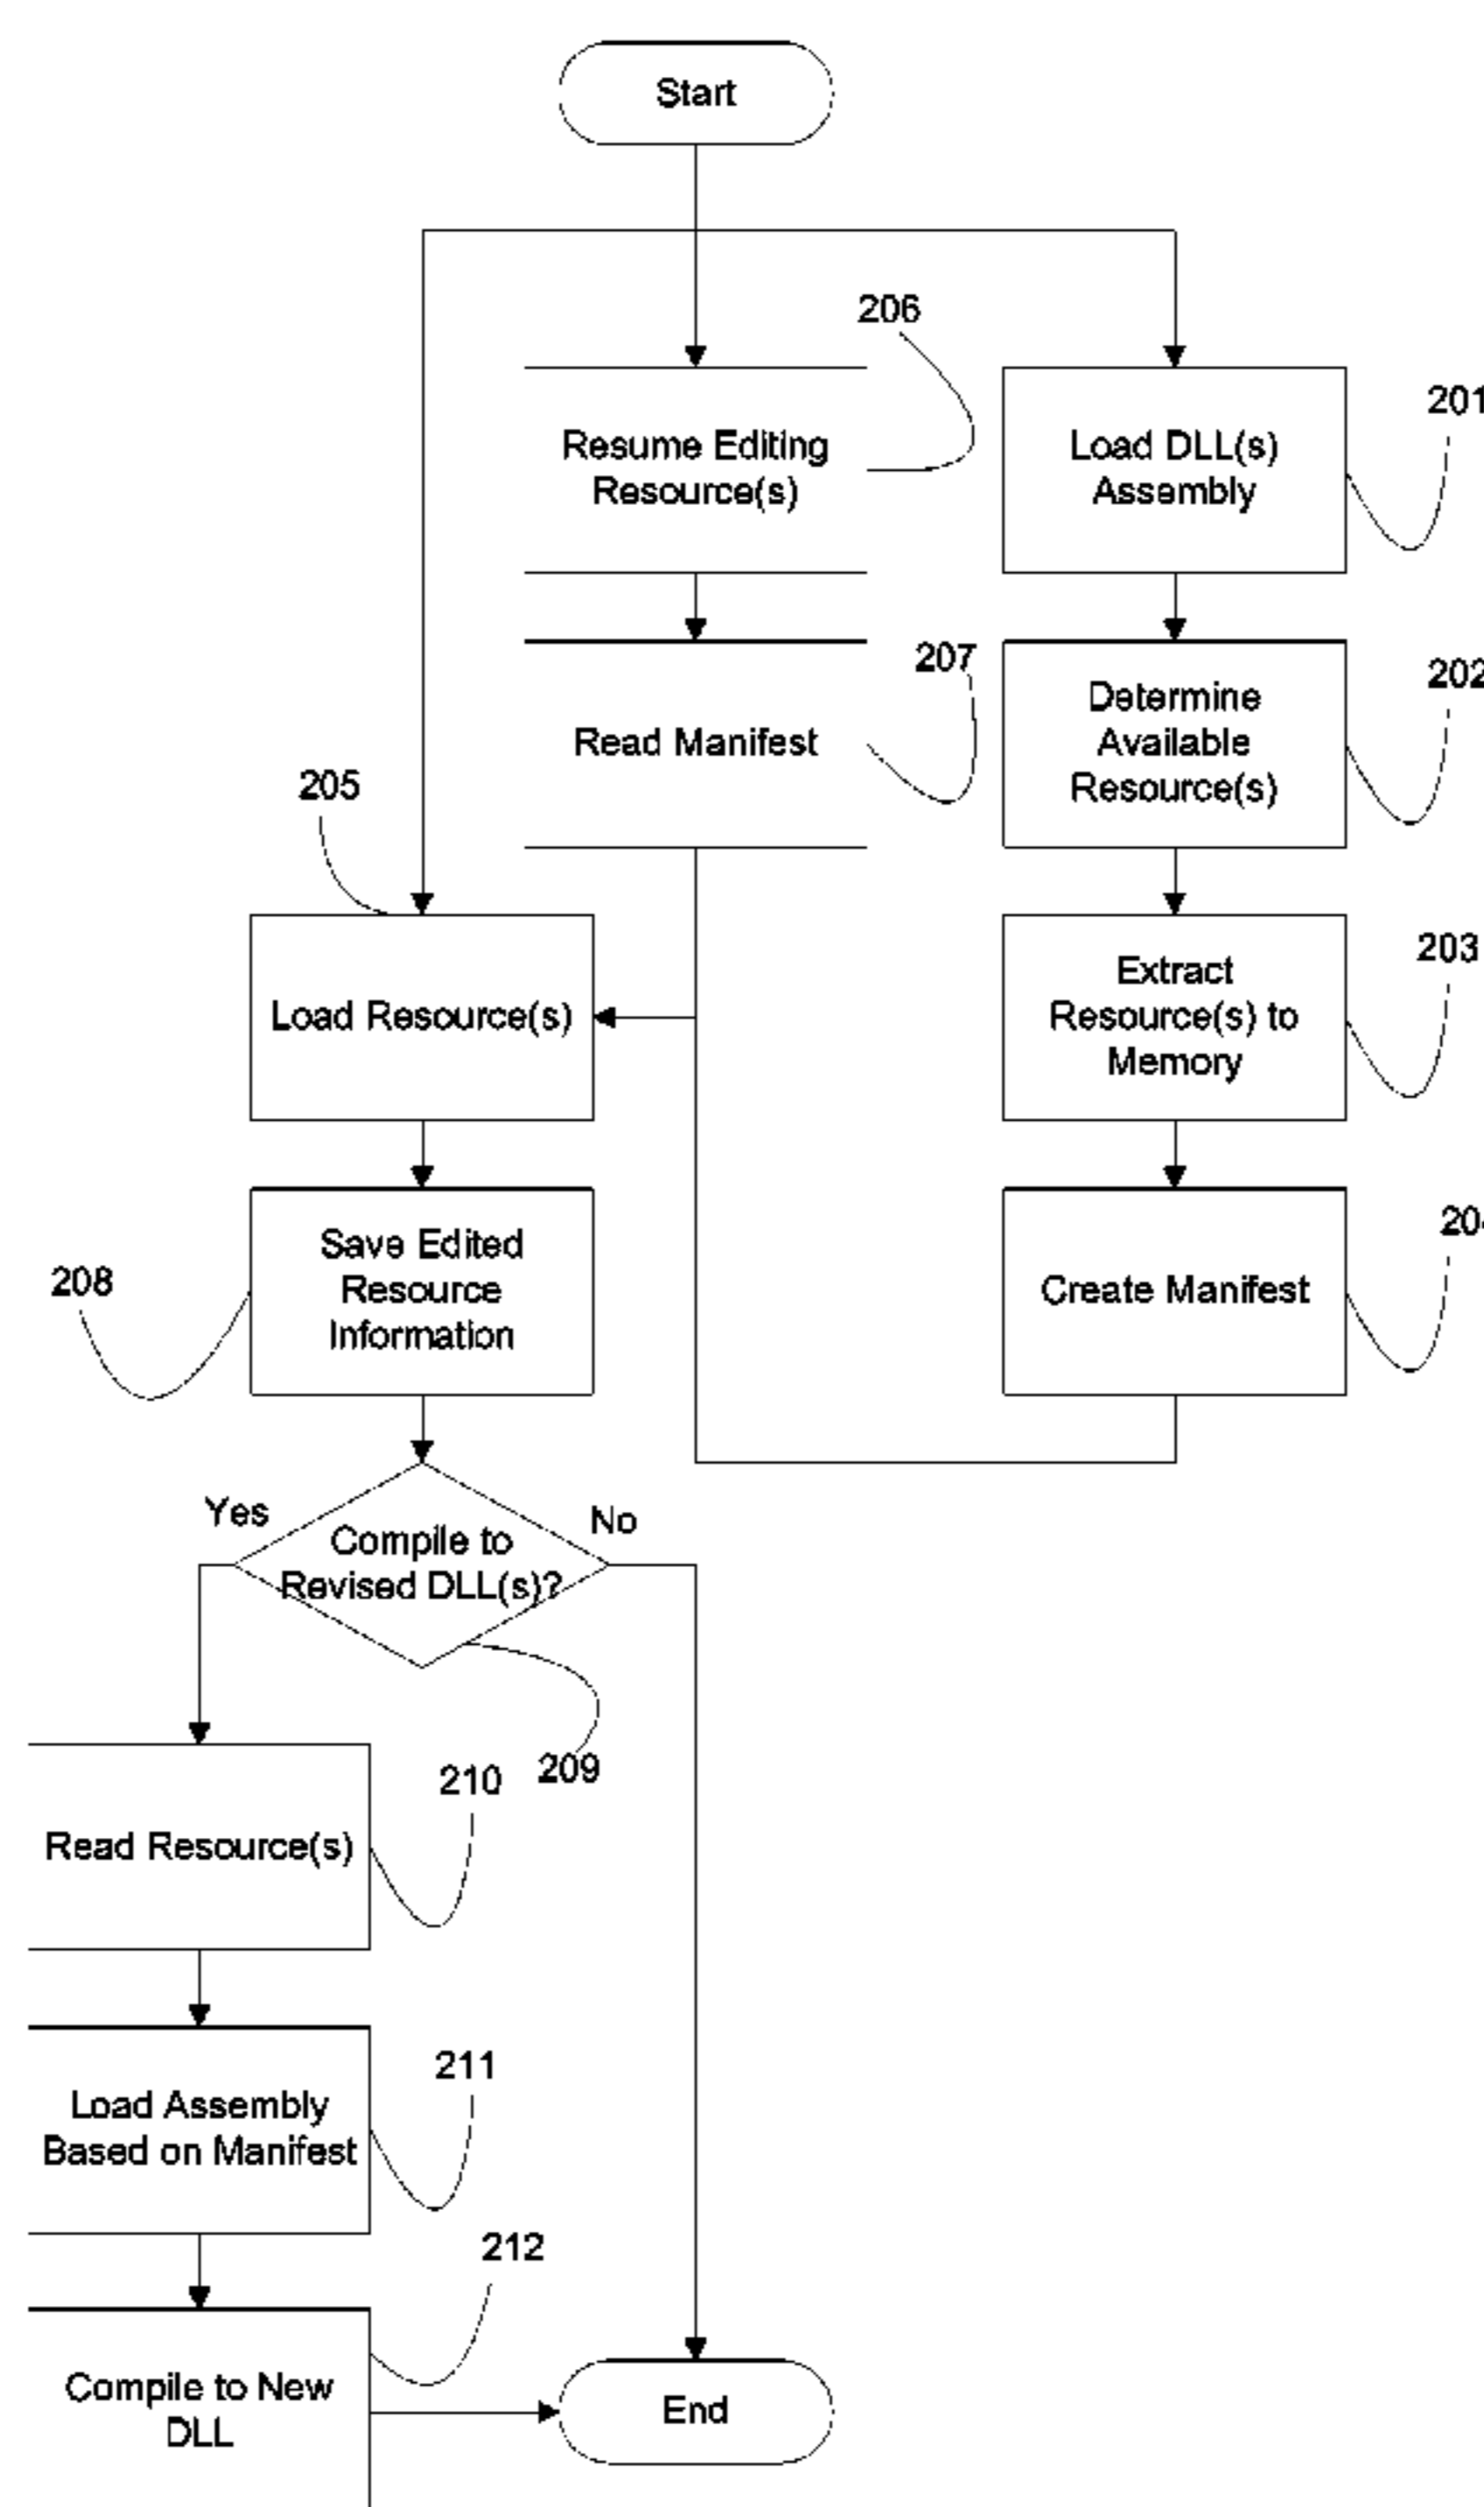 Start
206
201
Resume Editing
Resource(s)
Load DLL(s)
Assembly
207
202
Read Manifest
Determine
Available
Resource(s)
205
203
Load Resource(s)
Extract
Resource(s) to
Memory
208
Save Edited
Resource
Information
Create Manifest
Yes
No
Compile to
Revised DLL(s)?
209
210
Read Resource(s)
211
Load Assembly
Based on Manifest
212
Compile to New
DLL
End